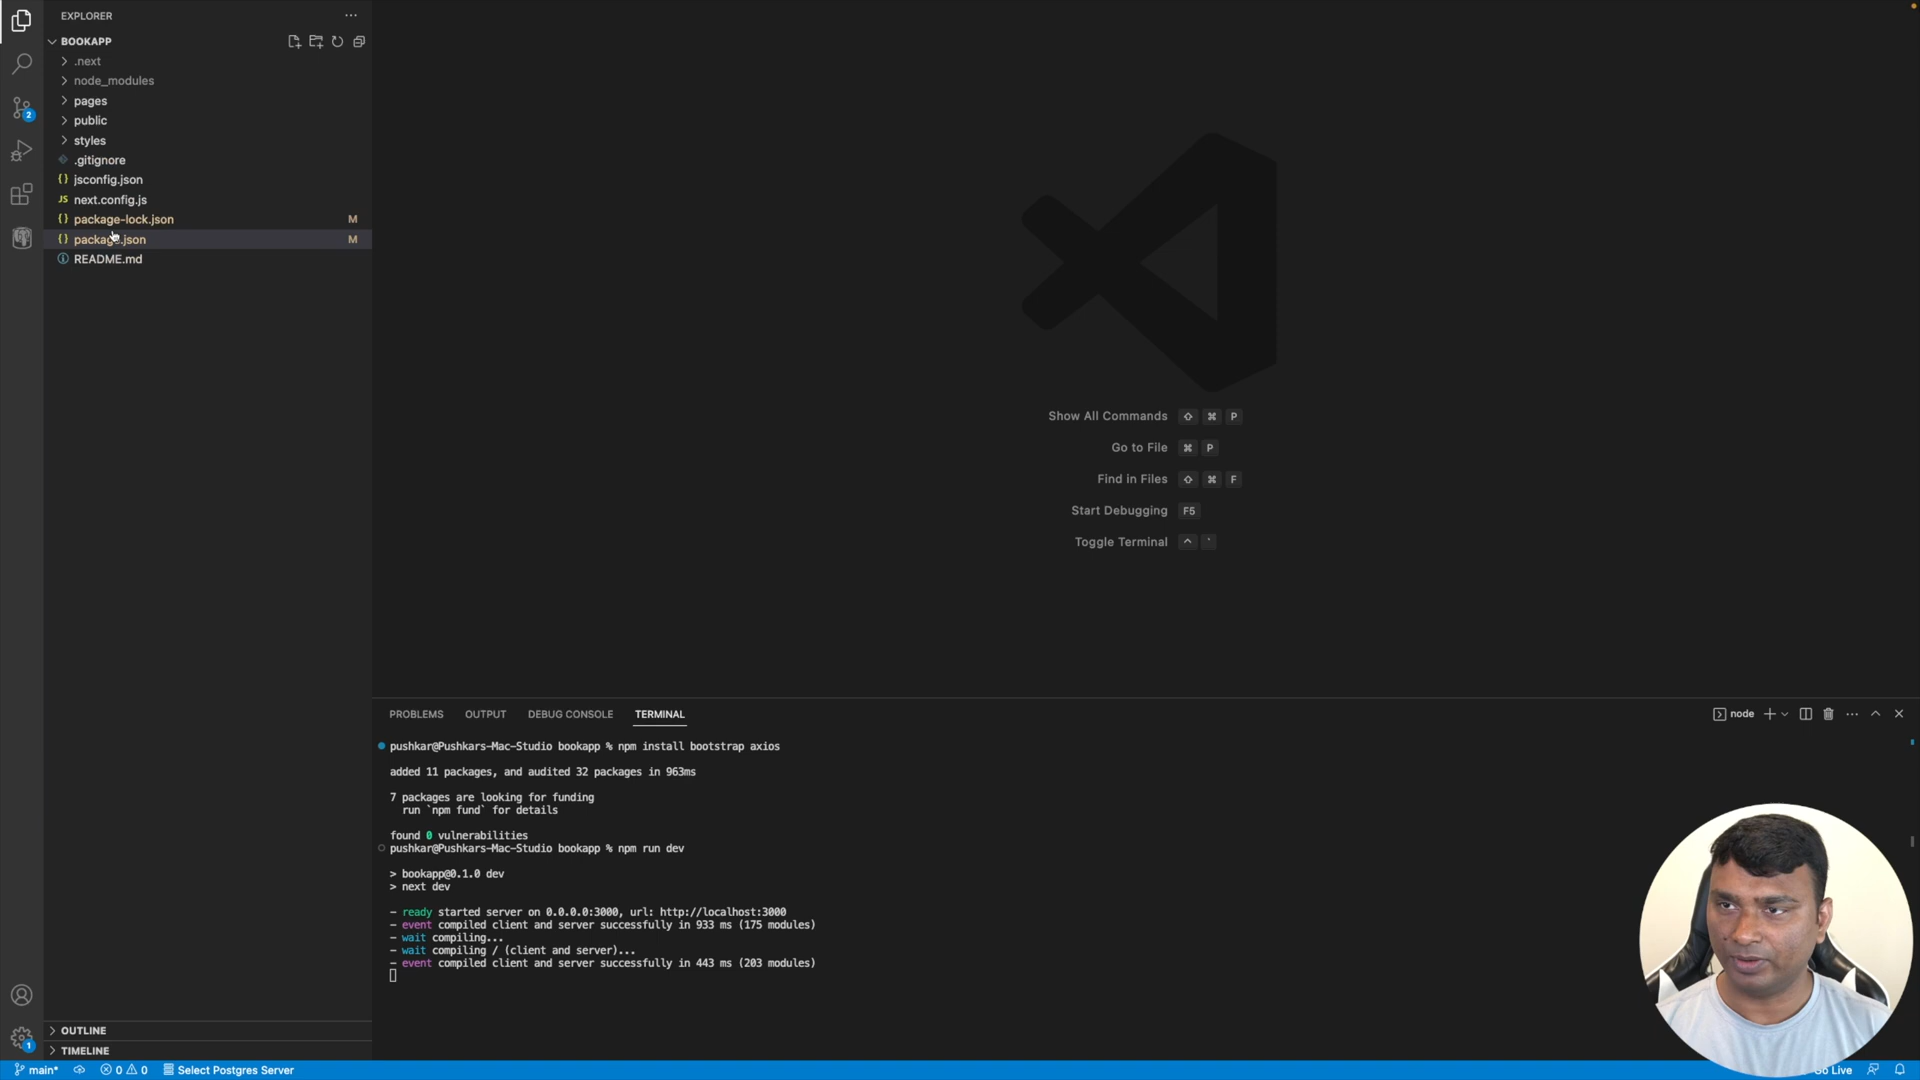 EXPLORER
BOOKAPP
.next
node_modules
pages
public
styles
.gitignore
{} jsconfig.json
JS next.config.js
{} package-lock.json M
{} package.json M
README.md
OUTLINE
TIMELINE
Show All Commands ⇧ ⌘ P
Go to File ⌘ P
Find in Files ⇧ ⌘ F
Start Debugging F5
Toggle Terminal ^ `
PROBLEMS OUTPUT DEBUG CONSOLE TERMINAL
node
pushkar@Pushkars-Mac-Studio bookapp % npm install bootstrap axios
added 11 packages, and audited 32 packages in 963ms
7 packages are looking for funding
run `npm fund` for details
found 0 vulnerabilities
pushkar@Pushkars-Mac-Studio bookapp % npm run dev
> bookapp@0.1.0 dev
> next dev
- ready started server on 0.0.0.0:3000, url: http://localhost:3000
- event compiled client and server successfully in 933 ms (175 modules)
- wait compiling...
- wait compiling / (client and server)...
- event compiled client and server successfully in 443 ms (203 modules)
2
1
main* 0 0 Select Postgres Server
Go Live